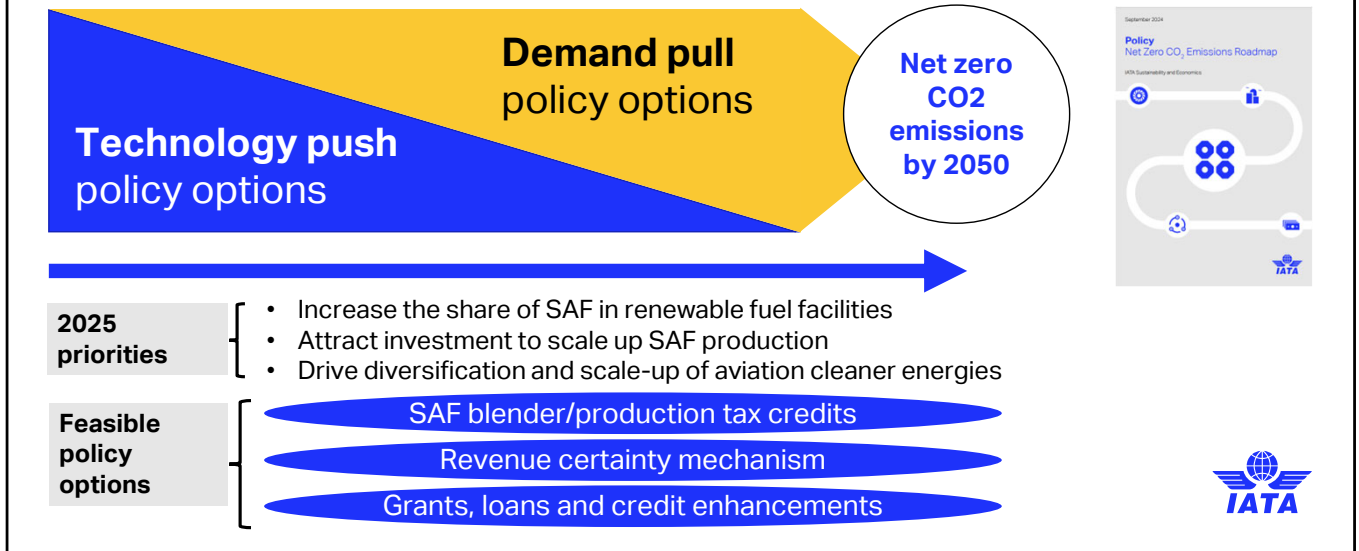 Demand pull
policy options
Technology push
policy options
Net zero
CO2
emissions
by 2050
September 2024
Policy
Net Zero CO₂ Emissions Roadmap
IATA Sustainability and Economics
IATA
2025
priorities
• Increase the share of SAF in renewable fuel facilities
• Attract investment to scale up SAF production
• Drive diversification and scale-up of aviation cleaner energies
Feasible
policy
options
SAF blender/production tax credits
Revenue certainty mechanism
Grants, loans and credit enhancements
IATA